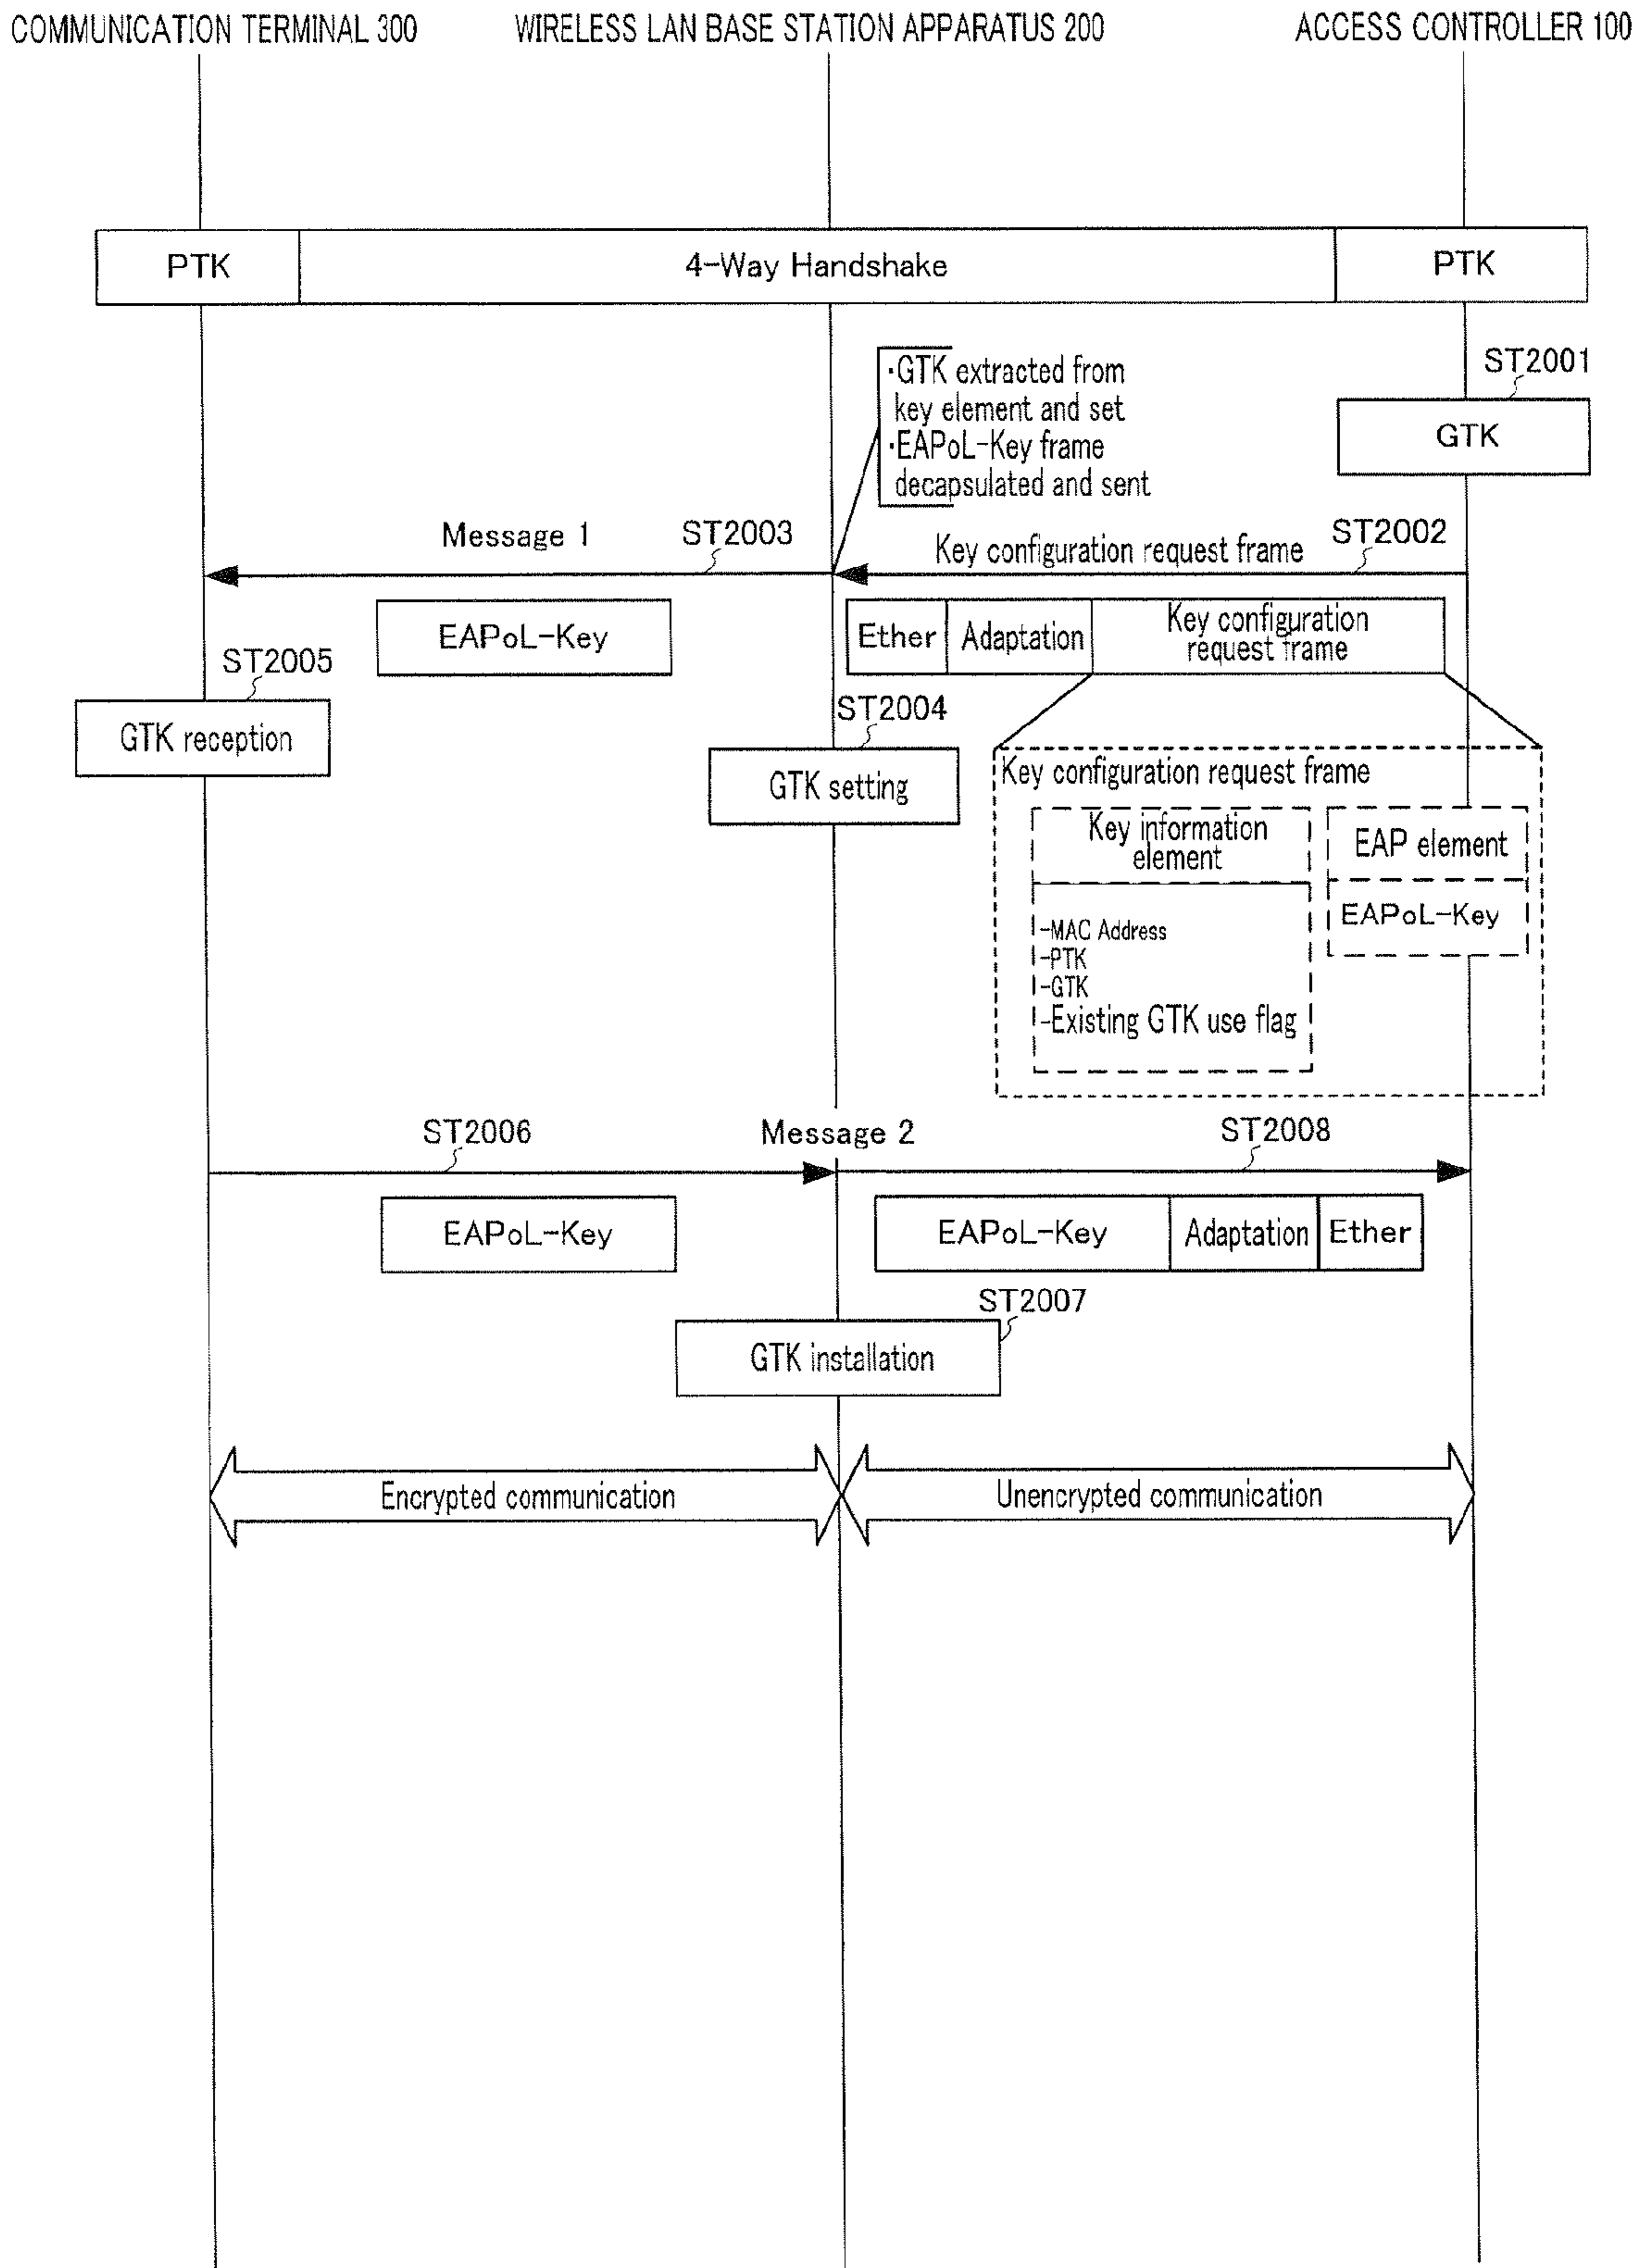 COMMUNICATION TERMINAL 300
WIRELESS LAN BASE STATION APPARATUS 200
ACCESS CONTROLLER 100
PTK
4-Way Handshake
PTK
·GTK extracted from
key element and set
·EAPoL-Key frame
decapsulated and sent
ST2001
GTK
Message 1
ST2003
Key configuration request frame
ST2002
EAPoL-Key
Ether
Adaptation
Key configuration
request frame
ST2005
GTK reception
ST2004
GTK setting
Key configuration request frame
Key information
element
EAP element
EAPoL-Key
-MAC Address
-PTK
-GTK
-Existing GTK use flag
ST2006
Message 2
ST2008
EAPoL-Key
EAPoL-Key
Adaptation
Ether
ST2007
GTK installation
Encrypted communication
Unencrypted communication